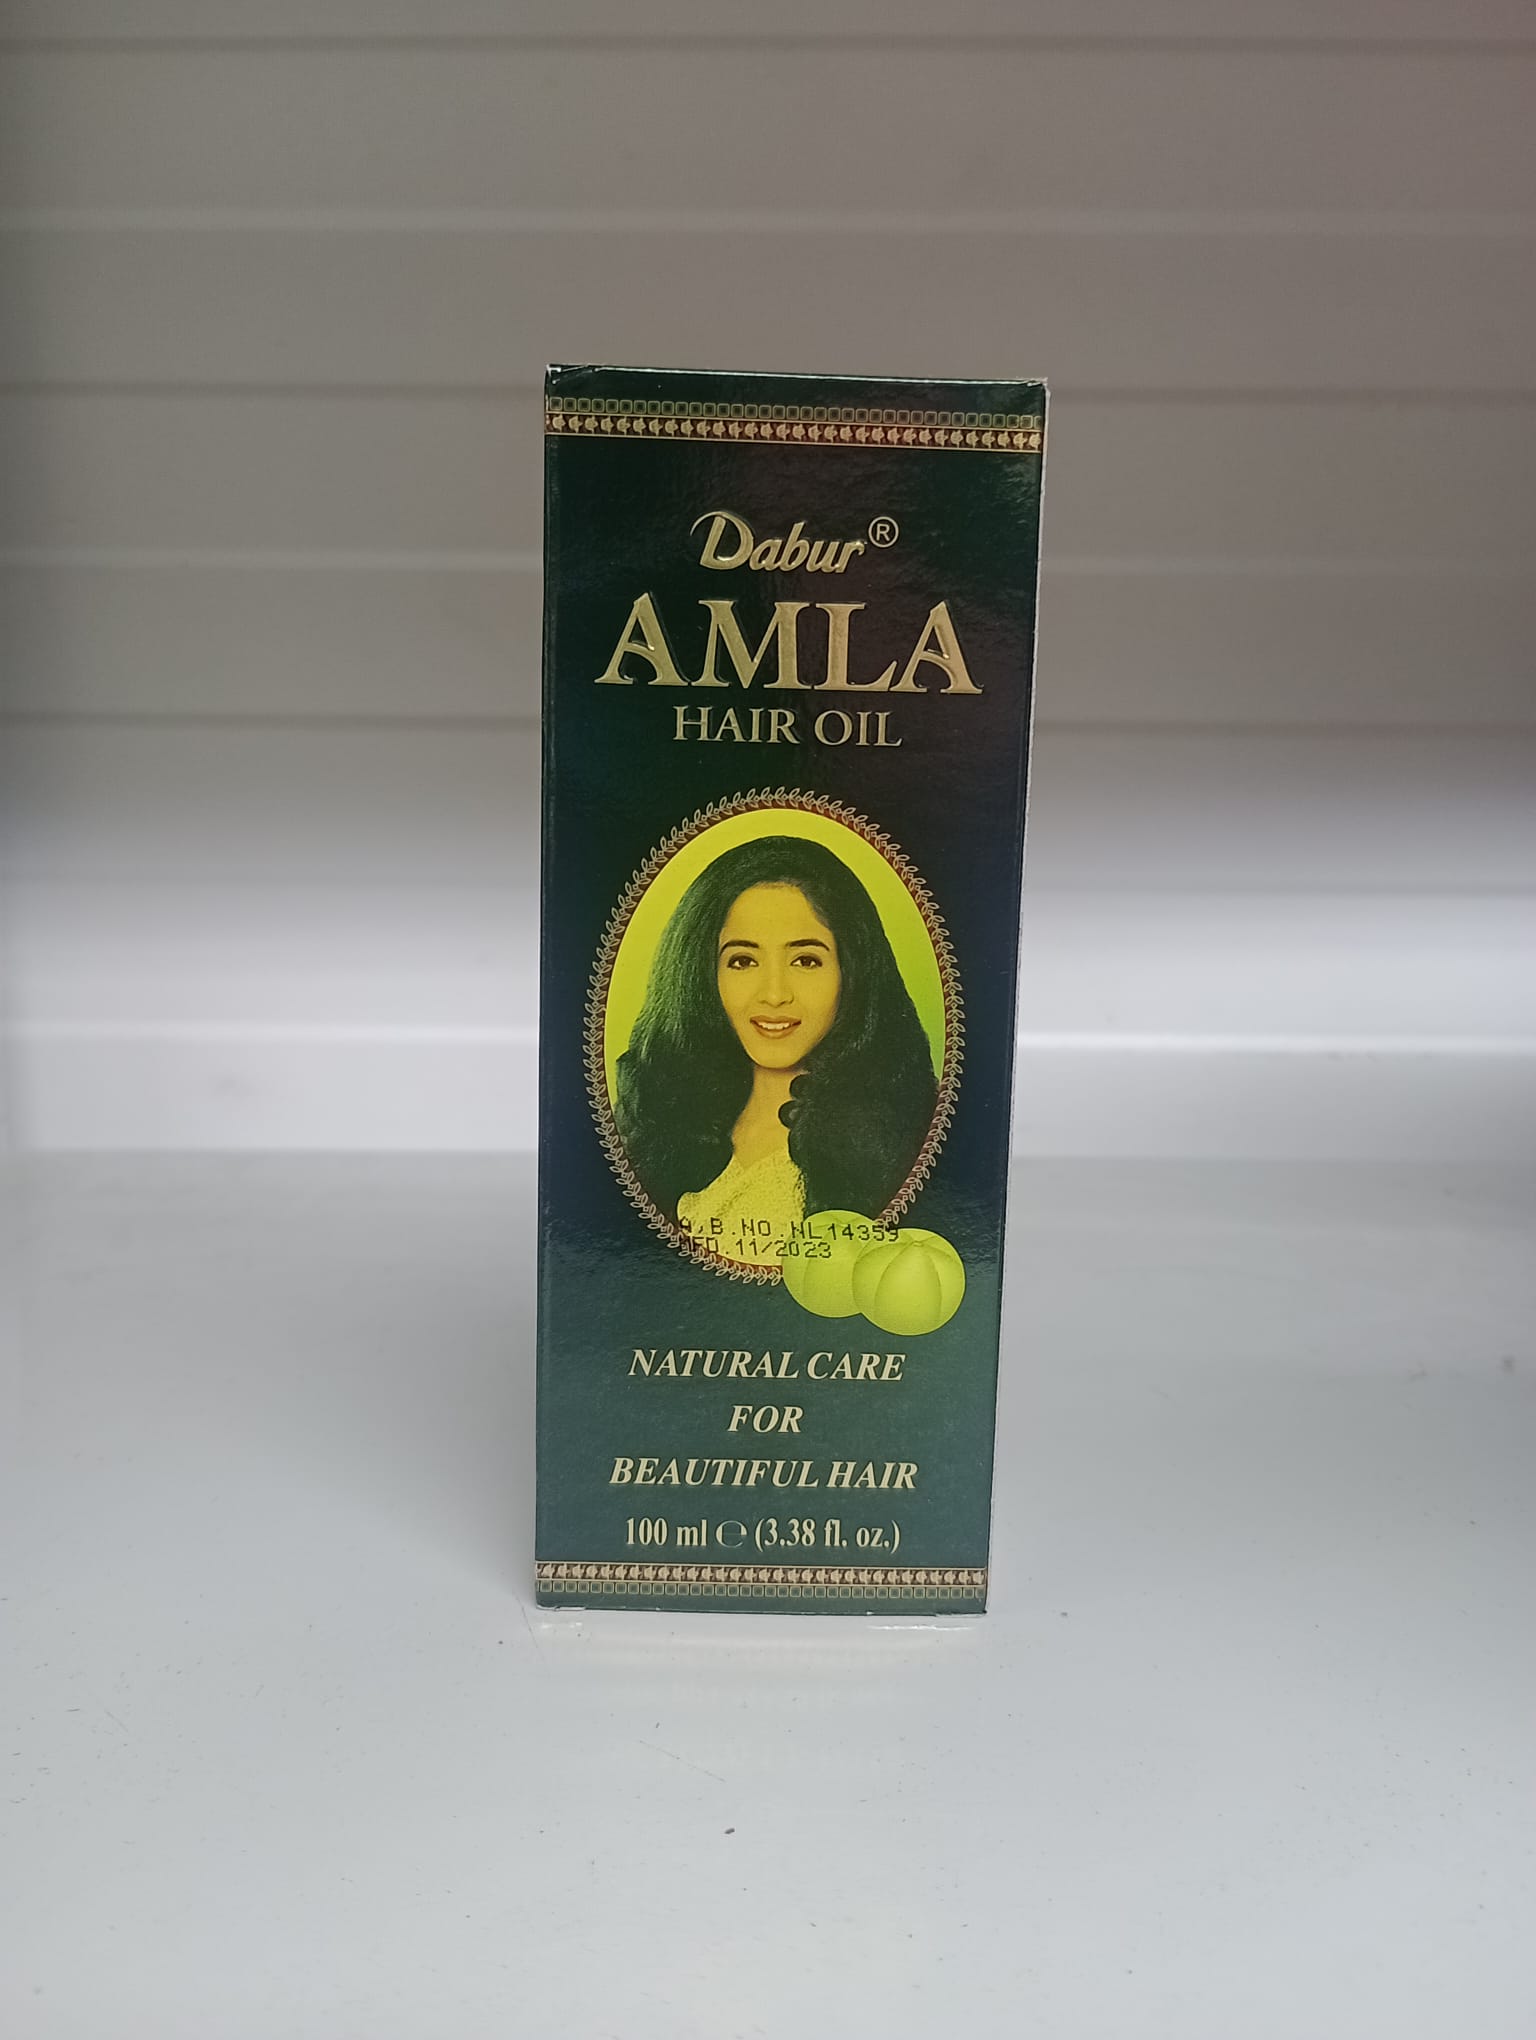 Dabur®
AMLA
HAIR OIL
B.NO.NL14359
11/2023
NATURAL CARE
FOR
BEAUTIFUL HAIR
100 ml ℮ (3.38 fl. oz.)